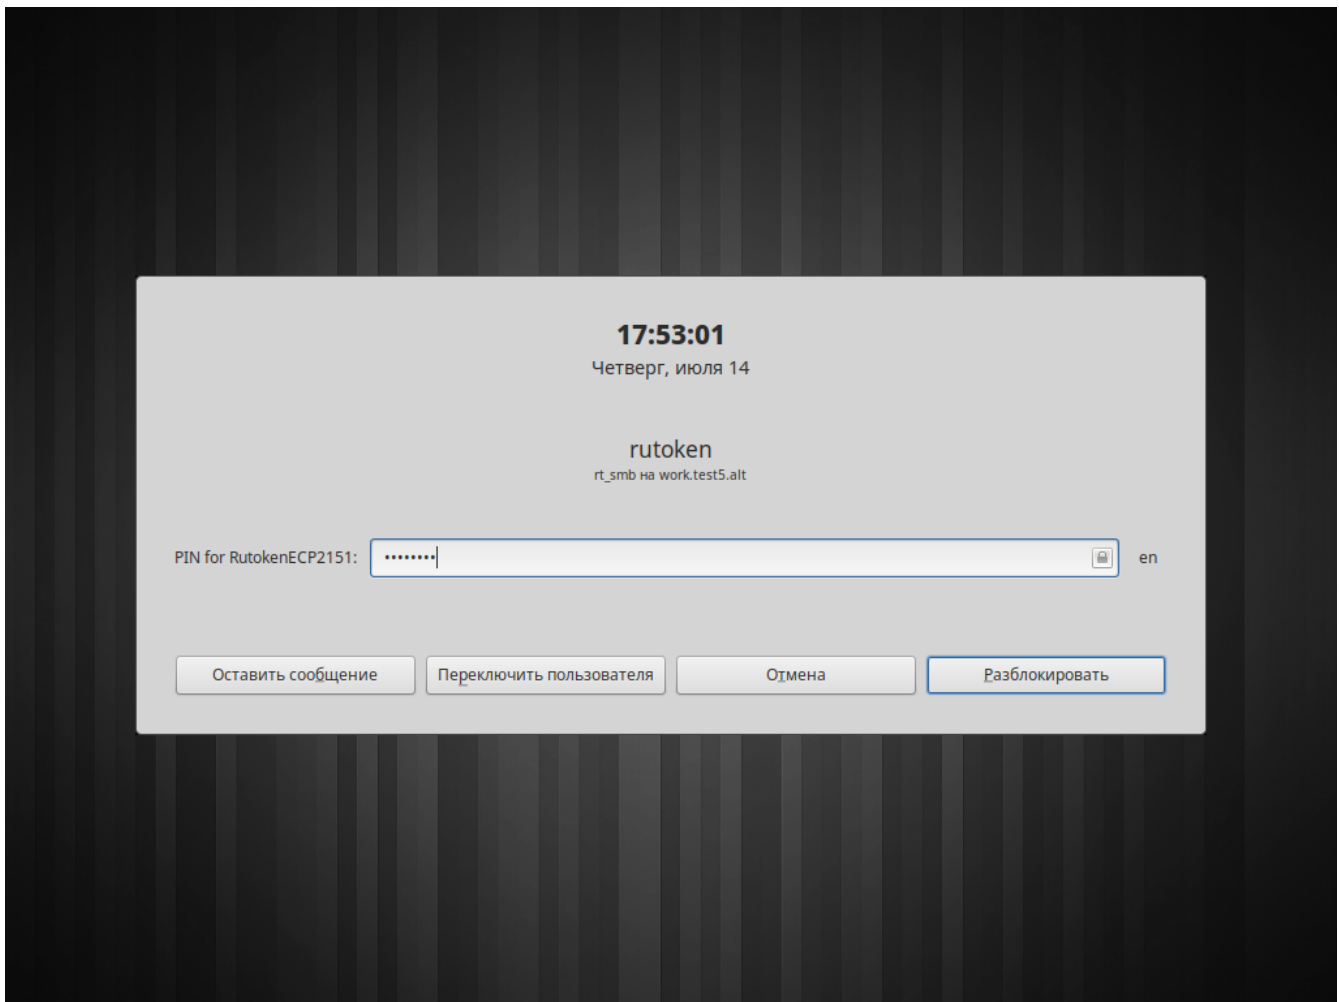 17:53:01
Четверг, июля 14
rutoken
rt_smb на work.test5.alt
PIN for RutokenECP2151: •••••••• en
Оставить сообщение Переключить пользователя Отмена Разблокировать